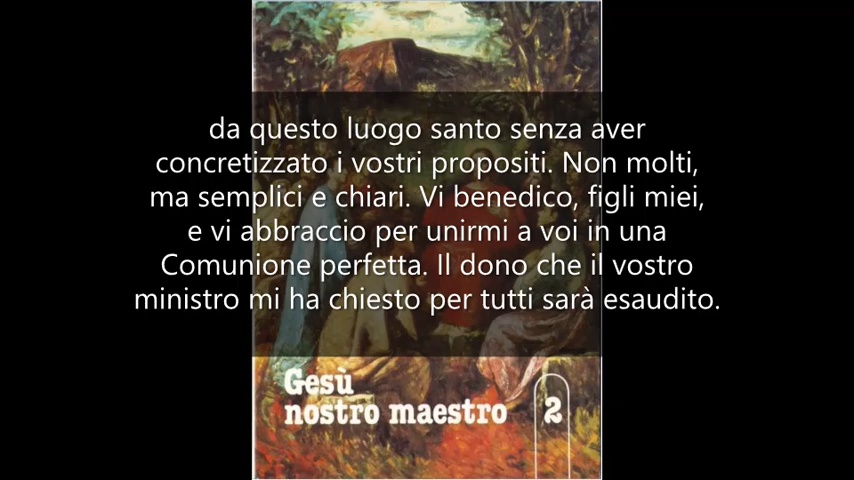 da questo luogo santo senza aver
concretizzato i vostri propositi. Non molti,
ma semplici e chiari. Vi benedico, figli miei,
e vi abbraccio per unirmi a voi in una
Comunione perfetta. Il dono che il vostro
ministro mi ha chiesto per tutti sarà esaudito.
Gesù
nostro maestro
2